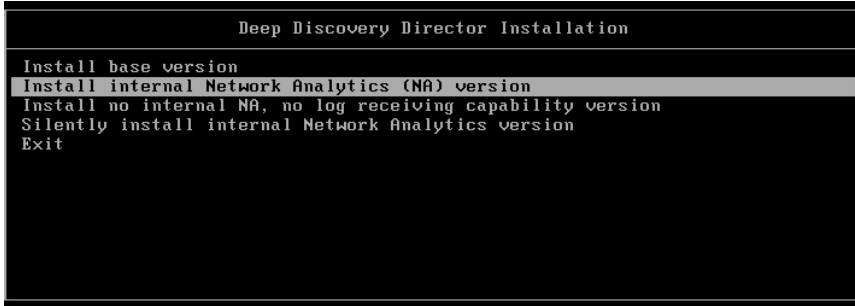 Deep Discovery Director Installation
Install base version
Install internal Network Analytics (NA) version
Install no internal NA, no log receiving capability version
Silently install internal Network Analytics version
Exit